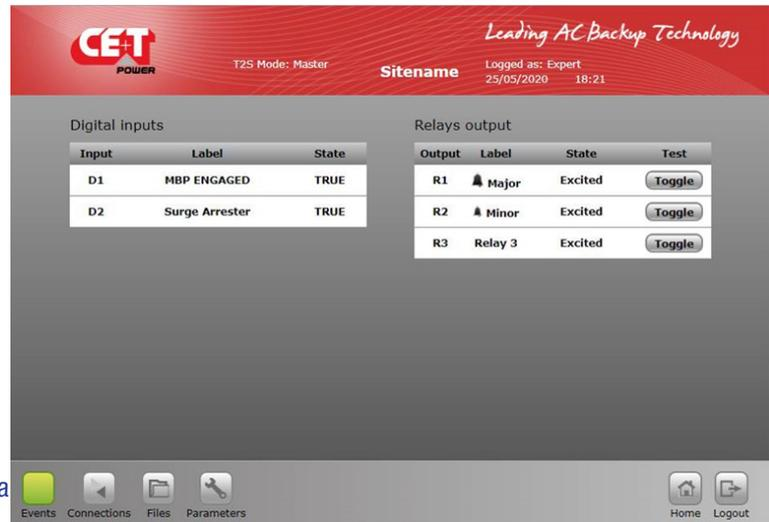 CE+T
POWER
Leading AC Backup Technology
T2S Mode: Master
Sitename
Logged as: Expert
25/05/2020 18:21
Digital inputs
Input Label State
D1 MBP ENGAGED TRUE
D2 Surge Arrester TRUE
Relays output
Output Label State Test
R1 Major Excited Toggle
R2 Minor Excited Toggle
R3 Relay 3 Excited Toggle
a
Events Connections Files Parameters Home Logout